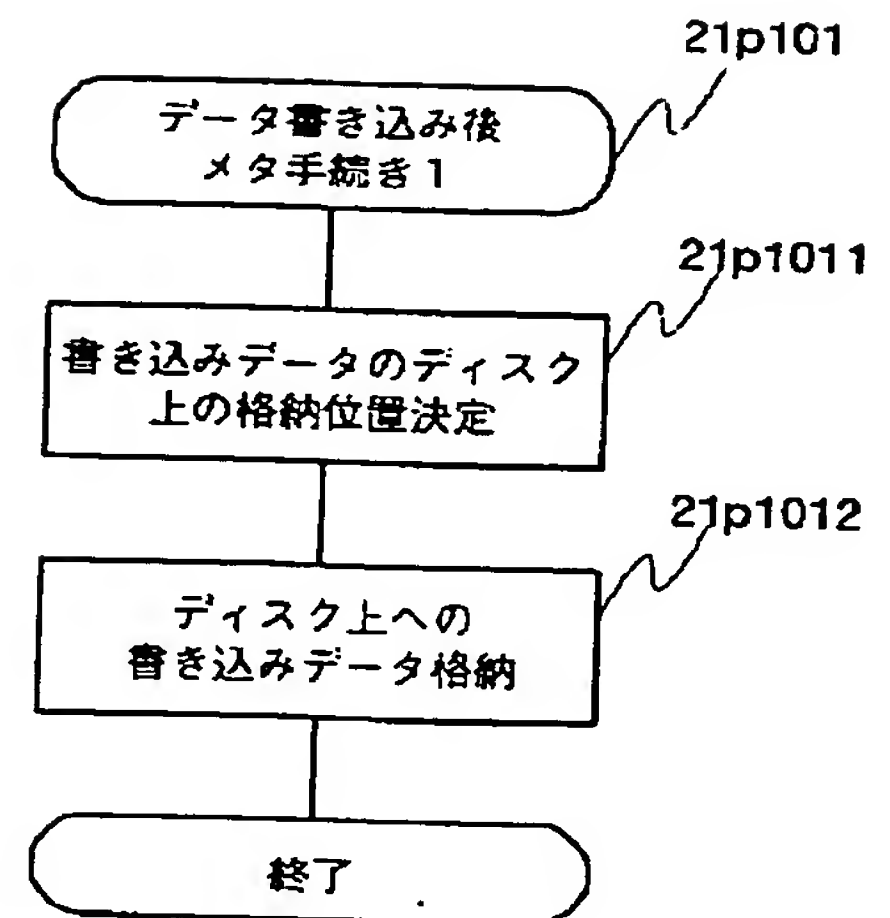 21p101
データ書き込み後
メタ手続き1
21p1011
書き込みデータのディスク
上の格納位置決定
21p1012
ディスク上への
書き込みデータ格納
終了